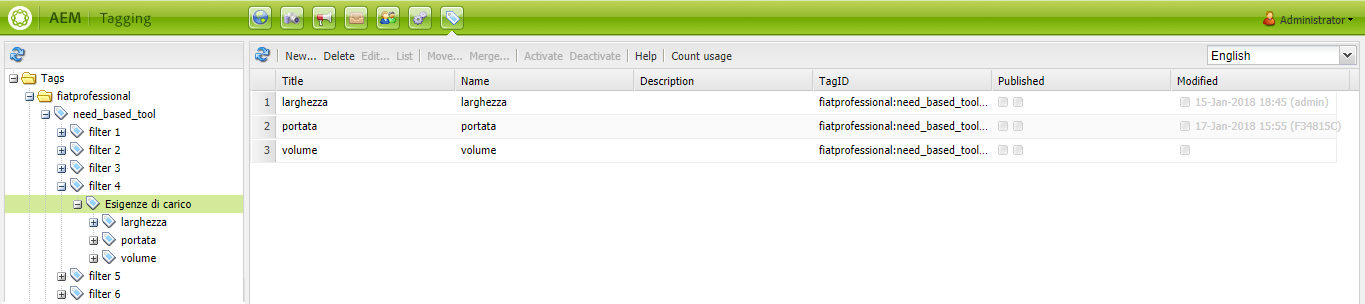 AEM Tagging Administrator
New... Delete Edit... List Move... Merge... Activate Deactivate Help Count usage English
Tags
fiatprofessional
need_based_tool
filter 1
filter 2
filter 3
filter 4
Esigenze di carico
larghezza
portata
volume
filter 5
filter 6
Title Name Description TagID Published Modified
1 larghezza larghezza fiatprofessional:need_based_tool... 15-Jan-2018 18:45 (admin)
2 portata portata fiatprofessional:need_based_tool... 17-Jan-2018 15:55 (F34815C)
3 volume volume fiatprofessional:need_based_tool...